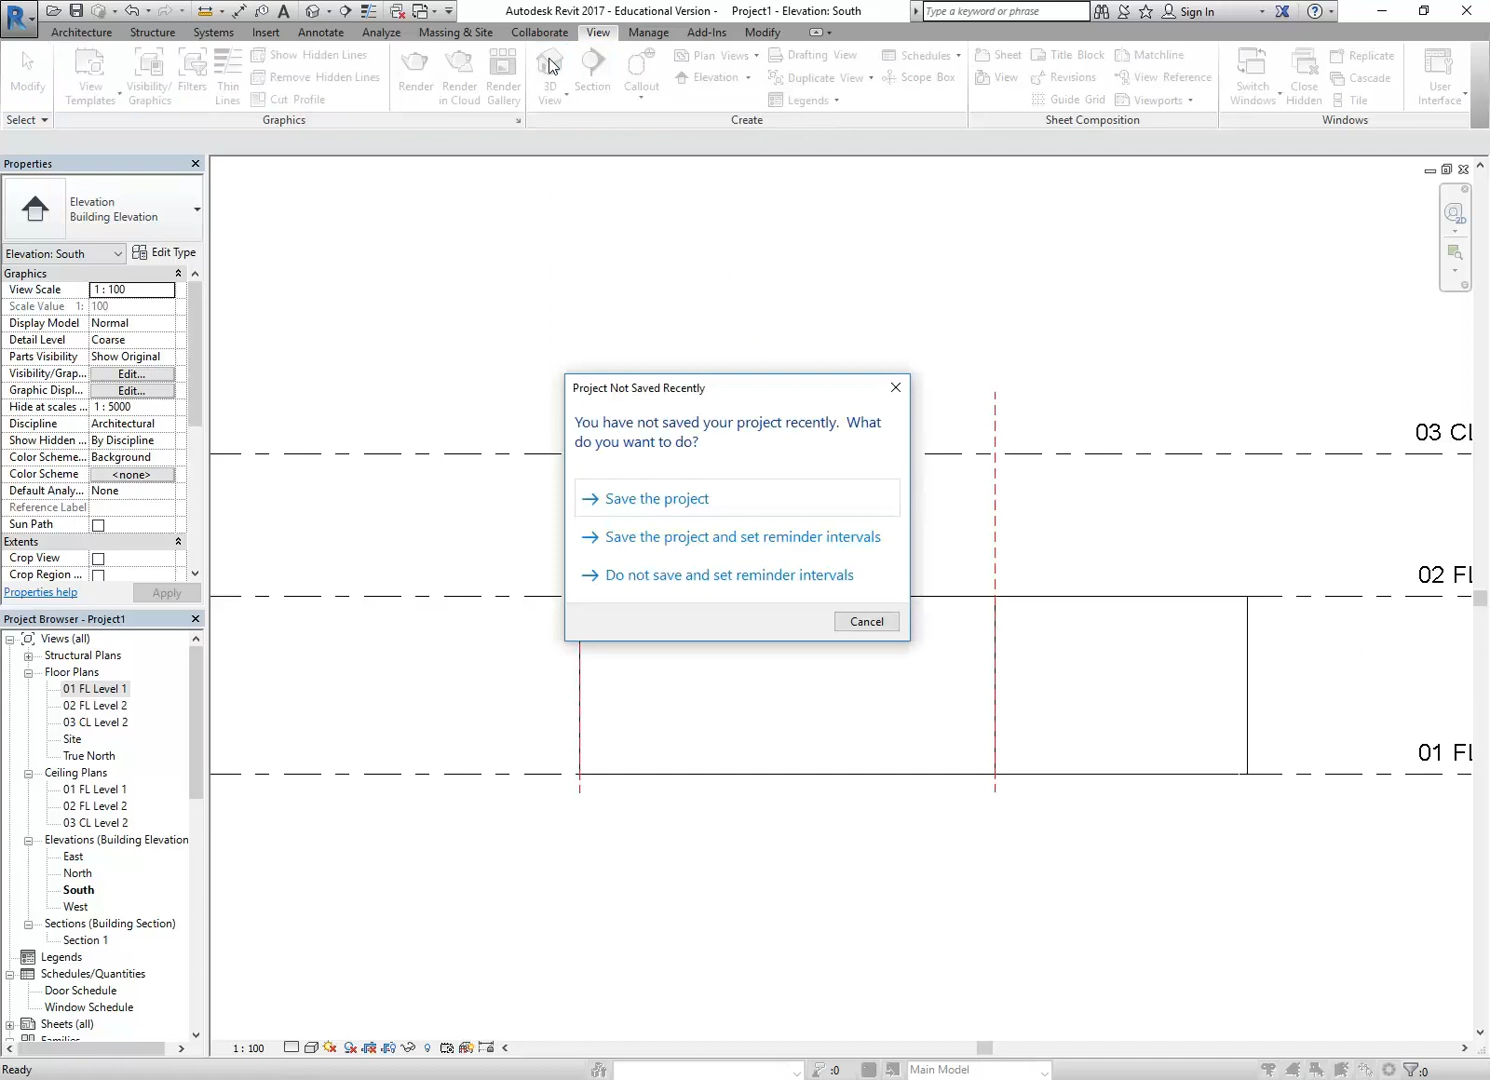 Autodesk Revit 2017 - Educational Version - Project1 - Elevation: South
Type a keyword or phrase
Sign In
Architecture Structure Systems Insert Annotate Analyze Massing & Site Collaborate View Manage Add-Ins Modify
Modify
View
Templates
Visibility/
Graphics
Filters
Thin
Lines
Show Hidden Lines
Remove Hidden Lines
Cut Profile
Render
Render
in Cloud
Render
Gallery
3D
View
Section
Callout
Plan Views
Elevation
Drafting View
Duplicate View
Legends
Schedules
Scope Box
Sheet
View
Title Block
Revisions
Guide Grid
Matchline
View Reference
Viewports
Switch
Windows
Close
Hidden
Replicate
Cascade
Tile
User
Interface
Select
Graphics
Create
Sheet Composition
Windows
Properties
Elevation
Building Elevation
Elevation: South
Edit Type
Graphics
View Scale 1 : 100
Scale Value 1: 100
Display Model Normal
Detail Level Coarse
Parts Visibility Show Original
Visibility/Grap... Edit...
Graphic Displ... Edit...
Hide at scales ... 1 : 5000
Discipline Architectural
Show Hidden ... By Discipline
Color Scheme... Background
Color Scheme <none>
Default Analy... None
Reference Label
Sun Path
Extents
Crop View
Crop Region ...
Properties help
Apply
Project Browser - Project1
Views (all)
Structural Plans
Floor Plans
01 FL Level 1
02 FL Level 2
03 CL Level 2
Site
True North
Ceiling Plans
01 FL Level 1
02 FL Level 2
03 CL Level 2
Elevations (Building Elevation
East
North
South
West
Sections (Building Section)
Section 1
Legends
Schedules/Quantities
Door Schedule
Window Schedule
Sheets (all)
Project Not Saved Recently
You have not saved your project recently. What
do you want to do?
Save the project
Save the project and set reminder intervals
Do not save and set reminder intervals
Cancel
2D
03 CL
02 FL
01 FL
1 : 100
Ready
:0
Main Model
:0